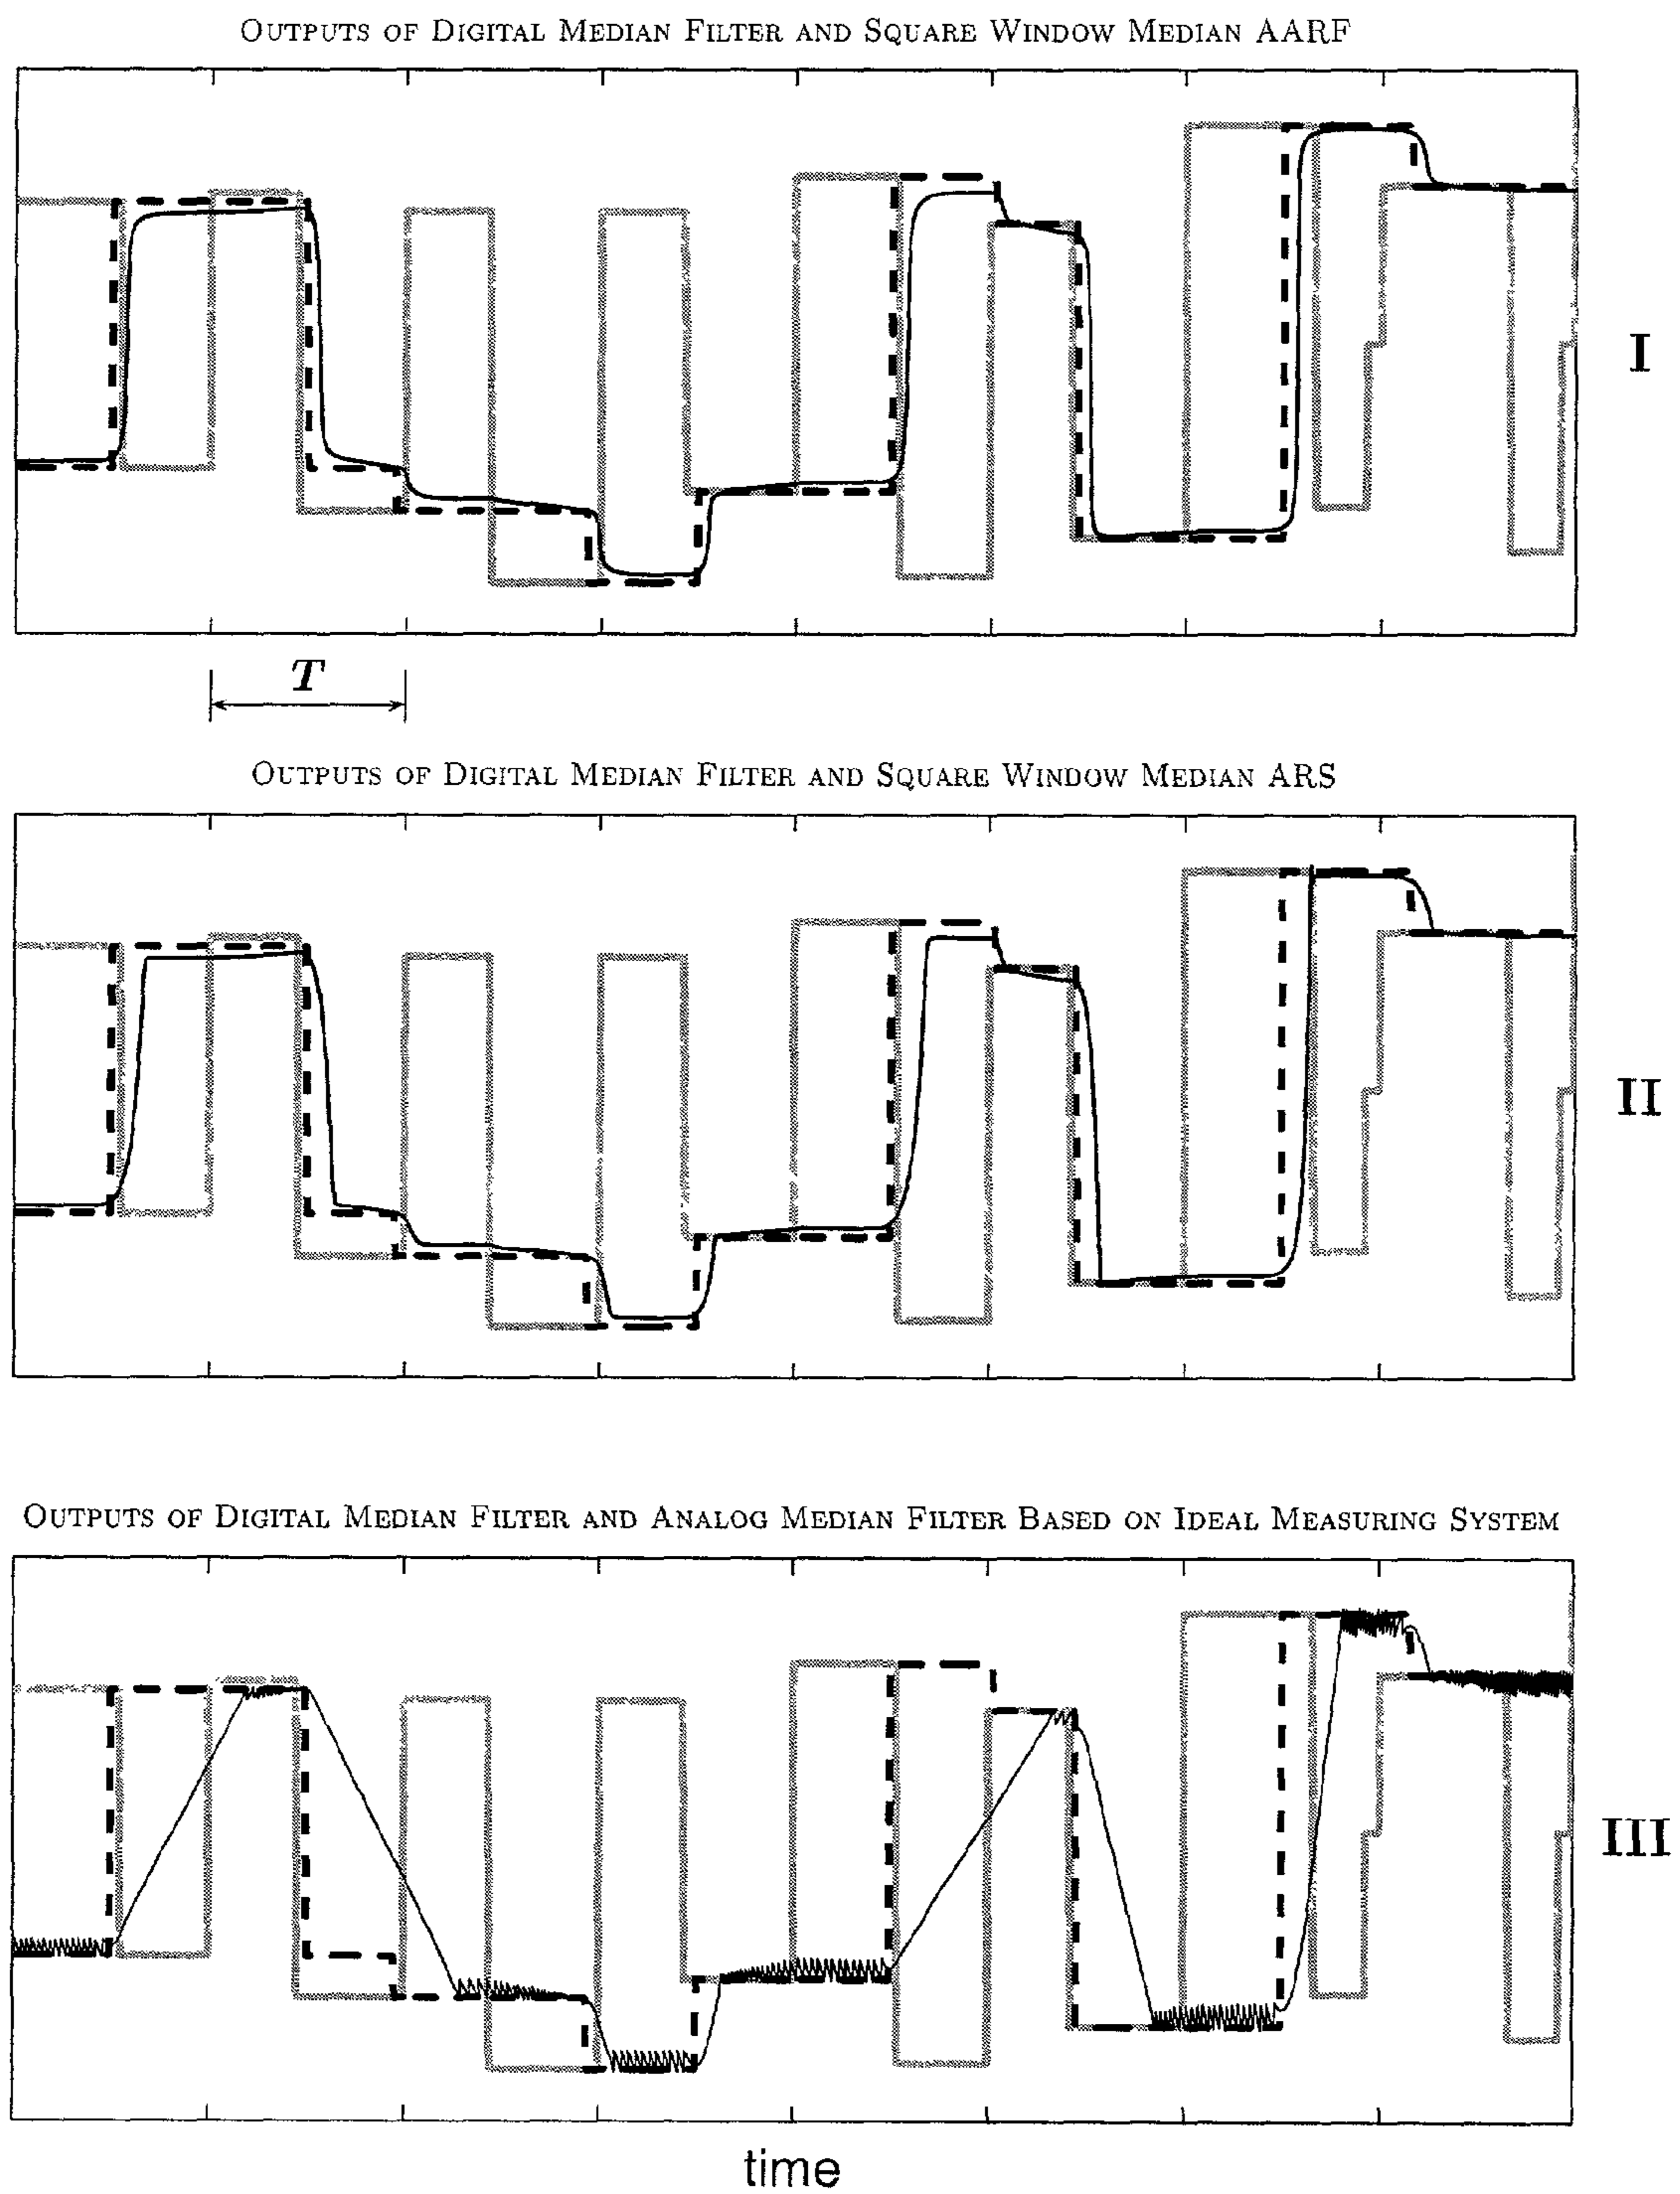 OUTPUTS OF DIGITAL MEDIAN FILTER AND SQUARE WINDOW MEDIAN AARF
I
T
OUTPUTS OF DIGITAL MEDIAN FILTER AND SQUARE WINDOW MEDIAN ARS
II
OUTPUTS OF DIGITAL MEDIAN FILTER AND ANALOG MEDIAN FILTER BASED ON IDEAL MEASURING SYSTEM
III
time